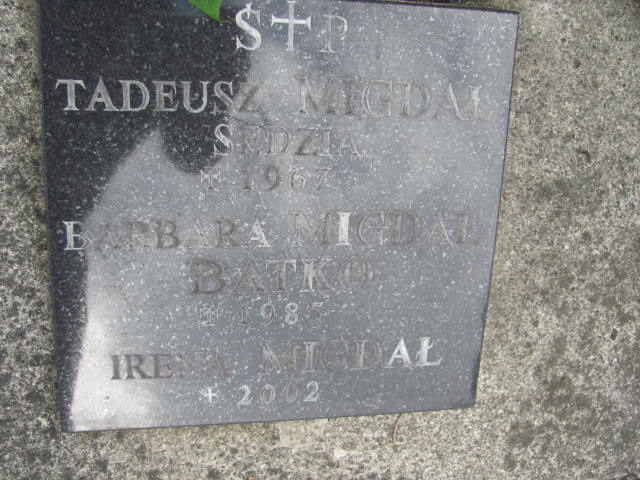 S†P
TADEUSZ MIGDAŁ
SĘDZIA
† 1967
BARBARA MIGDAŁ
BATKO
† 1985
IRENA MIGDAŁ
† 2002